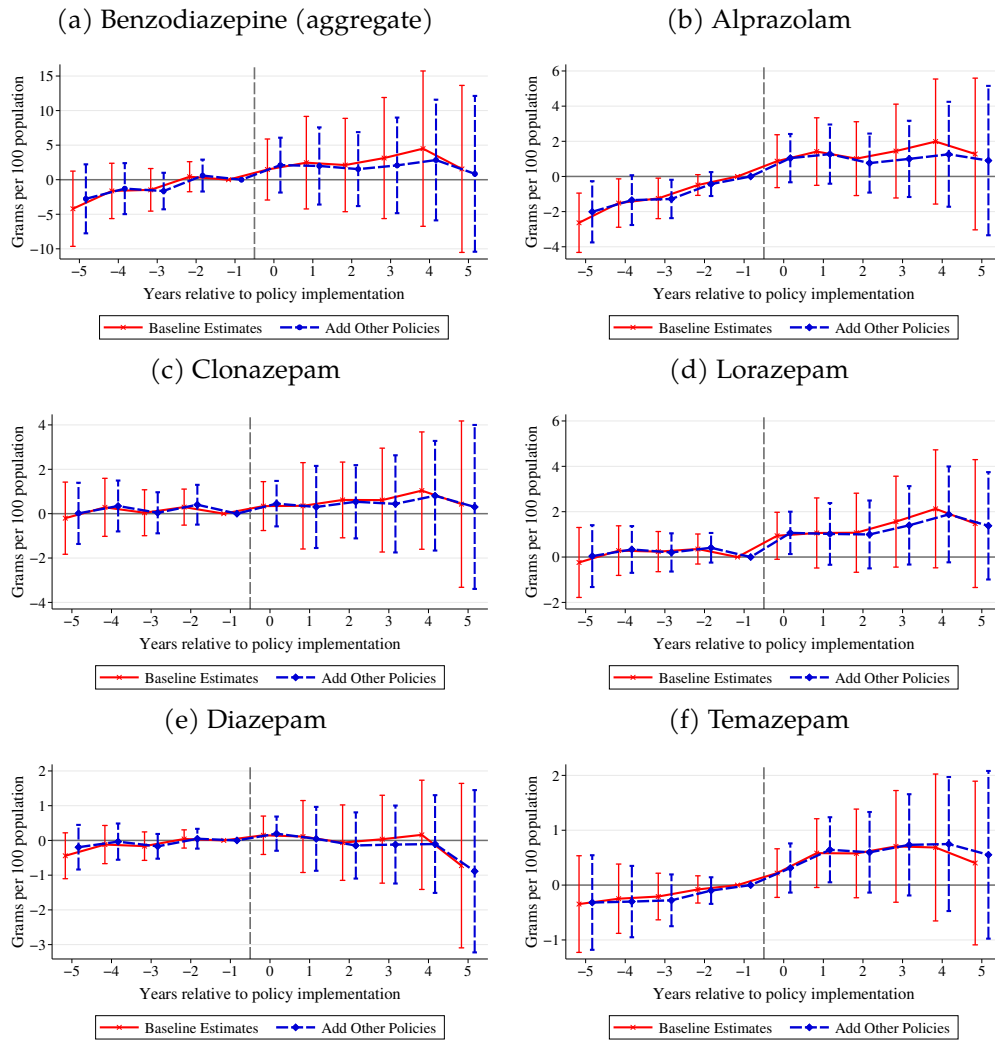 (a) Benzodiazepine (aggregate)
Grams per 100 population
15
10
5
0
−5
−10
−5 −4 −3 −2 −1 0 1 2 3 4 5
Years relative to policy implementation
Baseline Estimates Add Other Policies
(b) Alprazolam
Grams per 100 population
6
4
2
0
−2
−4
−5 −4 −3 −2 −1 0 1 2 3 4 5
Years relative to policy implementation
Baseline Estimates Add Other Policies
(c) Clonazepam
Grams per 100 population
4
2
0
−2
−4
−5 −4 −3 −2 −1 0 1 2 3 4 5
Years relative to policy implementation
Baseline Estimates Add Other Policies
(d) Lorazepam
Grams per 100 population
6
4
2
0
−2
−5 −4 −3 −2 −1 0 1 2 3 4 5
Years relative to policy implementation
Baseline Estimates Add Other Policies
(e) Diazepam
Grams per 100 population
2
1
0
−1
−2
−3
−5 −4 −3 −2 −1 0 1 2 3 4 5
Years relative to policy implementation
Baseline Estimates Add Other Policies
(f) Temazepam
Grams per 100 population
2
1
0
−1
−5 −4 −3 −2 −1 0 1 2 3 4 5
Years relative to policy implementation
Baseline Estimates Add Other Policies